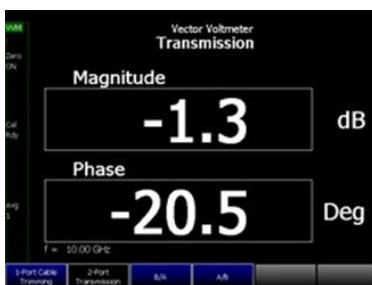 VVM
Vector Voltmeter
Transmission
Zero
ON
Magnitude
-1.3 dB
Cal
Rdy
Phase
-20.5 Deg
Avg
1
f = 10.00 GHz
1-Port Cable
Trimming
2-Port
Transmission
B/A
A/B